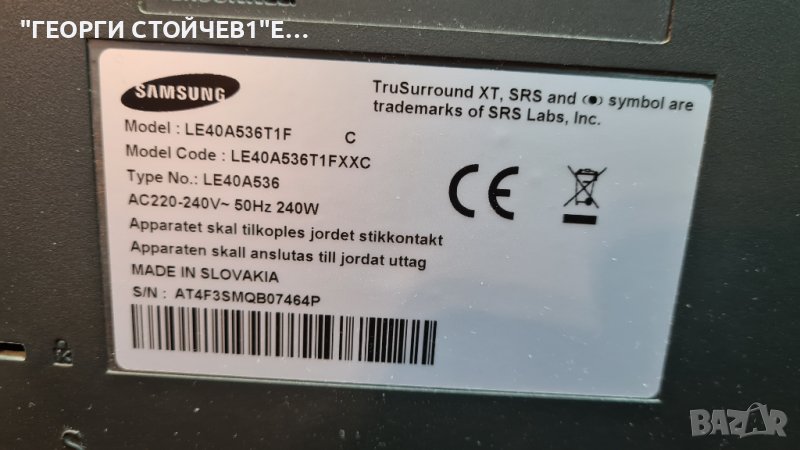 "ГЕОРГИ СТОЙЧЕВ1"Е...
SAMSUNG
TruSurround XT, SRS and (●) symbol are
trademarks of SRS Labs, Inc.
Model : LE40A536T1F C
Model Code : LE40A536T1FXXC
Type No.: LE40A536
AC220-240V~ 50Hz 240W
Apparatet skal tilkoples jordet stikkontakt
Apparaten skall anslutas till jordat uttag
MADE IN SLOVAKIA
S/N : AT4F3SMQB07464P
CE
BAZAR